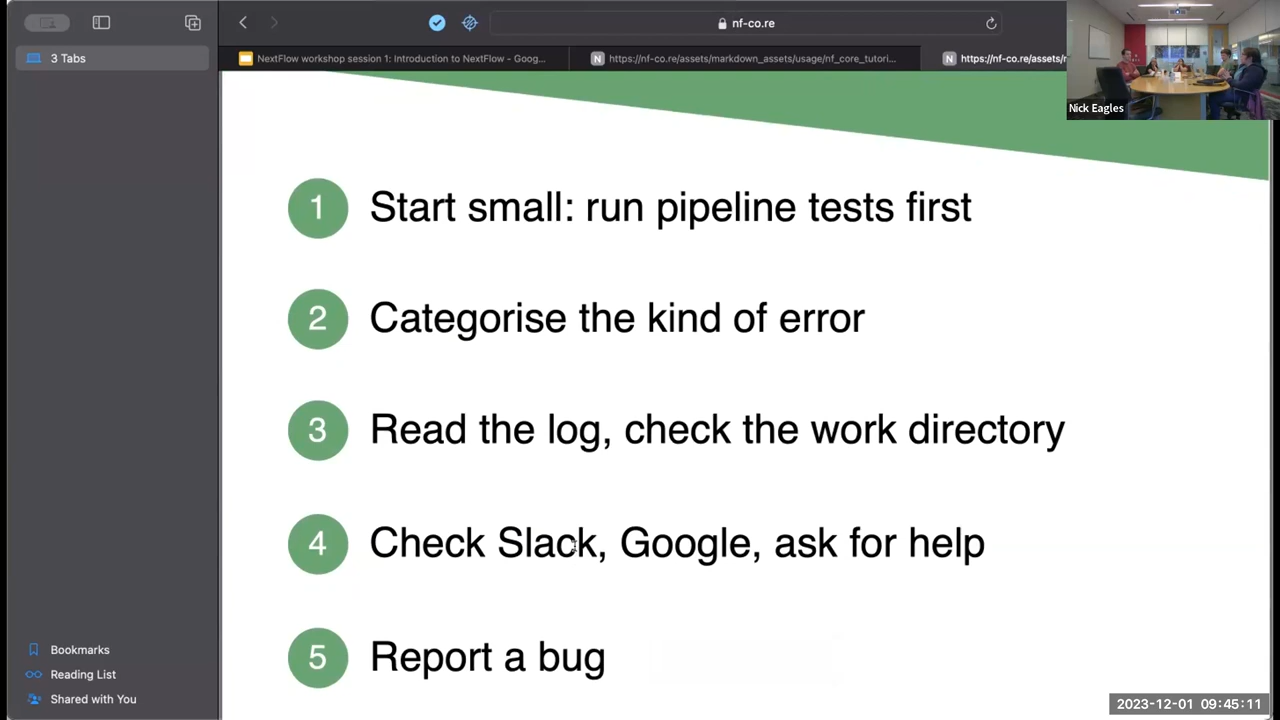 nf-co.re
3 Tabs
NextFlow workshop session 1: Introduction to NextFlow - Goog...
N
https://nf-co.re/assets/markdown_assets/usage/nf_core_tutori...
N
https://nf-co.re/assets/n
Nick Eagles
1 Start small: run pipeline tests first
2 Categorise the kind of error
3 Read the log, check the work directory
4 Check Slack, Google, ask for help
5 Report a bug
Bookmarks
Reading List
Shared with You
2023-12-01 09:45:11